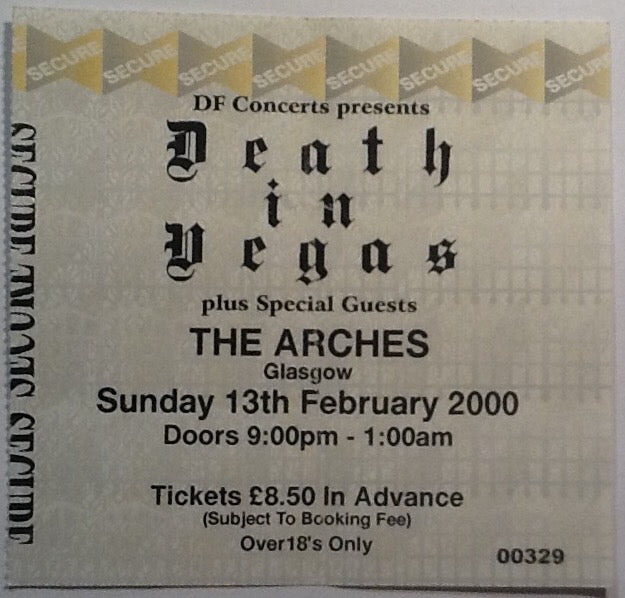 SECURE SECURE SECURE SECURE SECURE SECURE SECURE SECURE
DF Concerts presents
Death
in
Vegas
plus Special Guests
THE ARCHES
Glasgow
Sunday 13th February 2000
Doors 9:00pm - 1:00am
Tickets £8.50 In Advance
(Subject To Booking Fee)
Over18's Only
00329